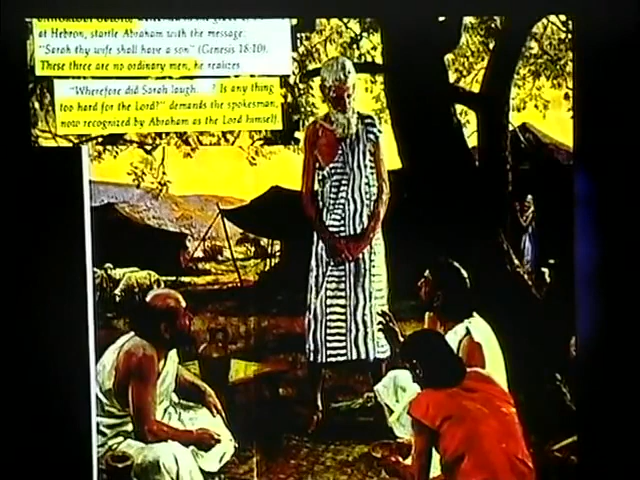 at Hebron, startle Abraham with the message:
"Sarah thy wife shall have a son" (Genesis 18:10).
These three are no ordinary men, he realizes.
"Wherefore did Sarah laugh. . .? Is any thing
too hard for the Lord?" demands the spokesman,
now recognized by Abraham as the Lord himself.